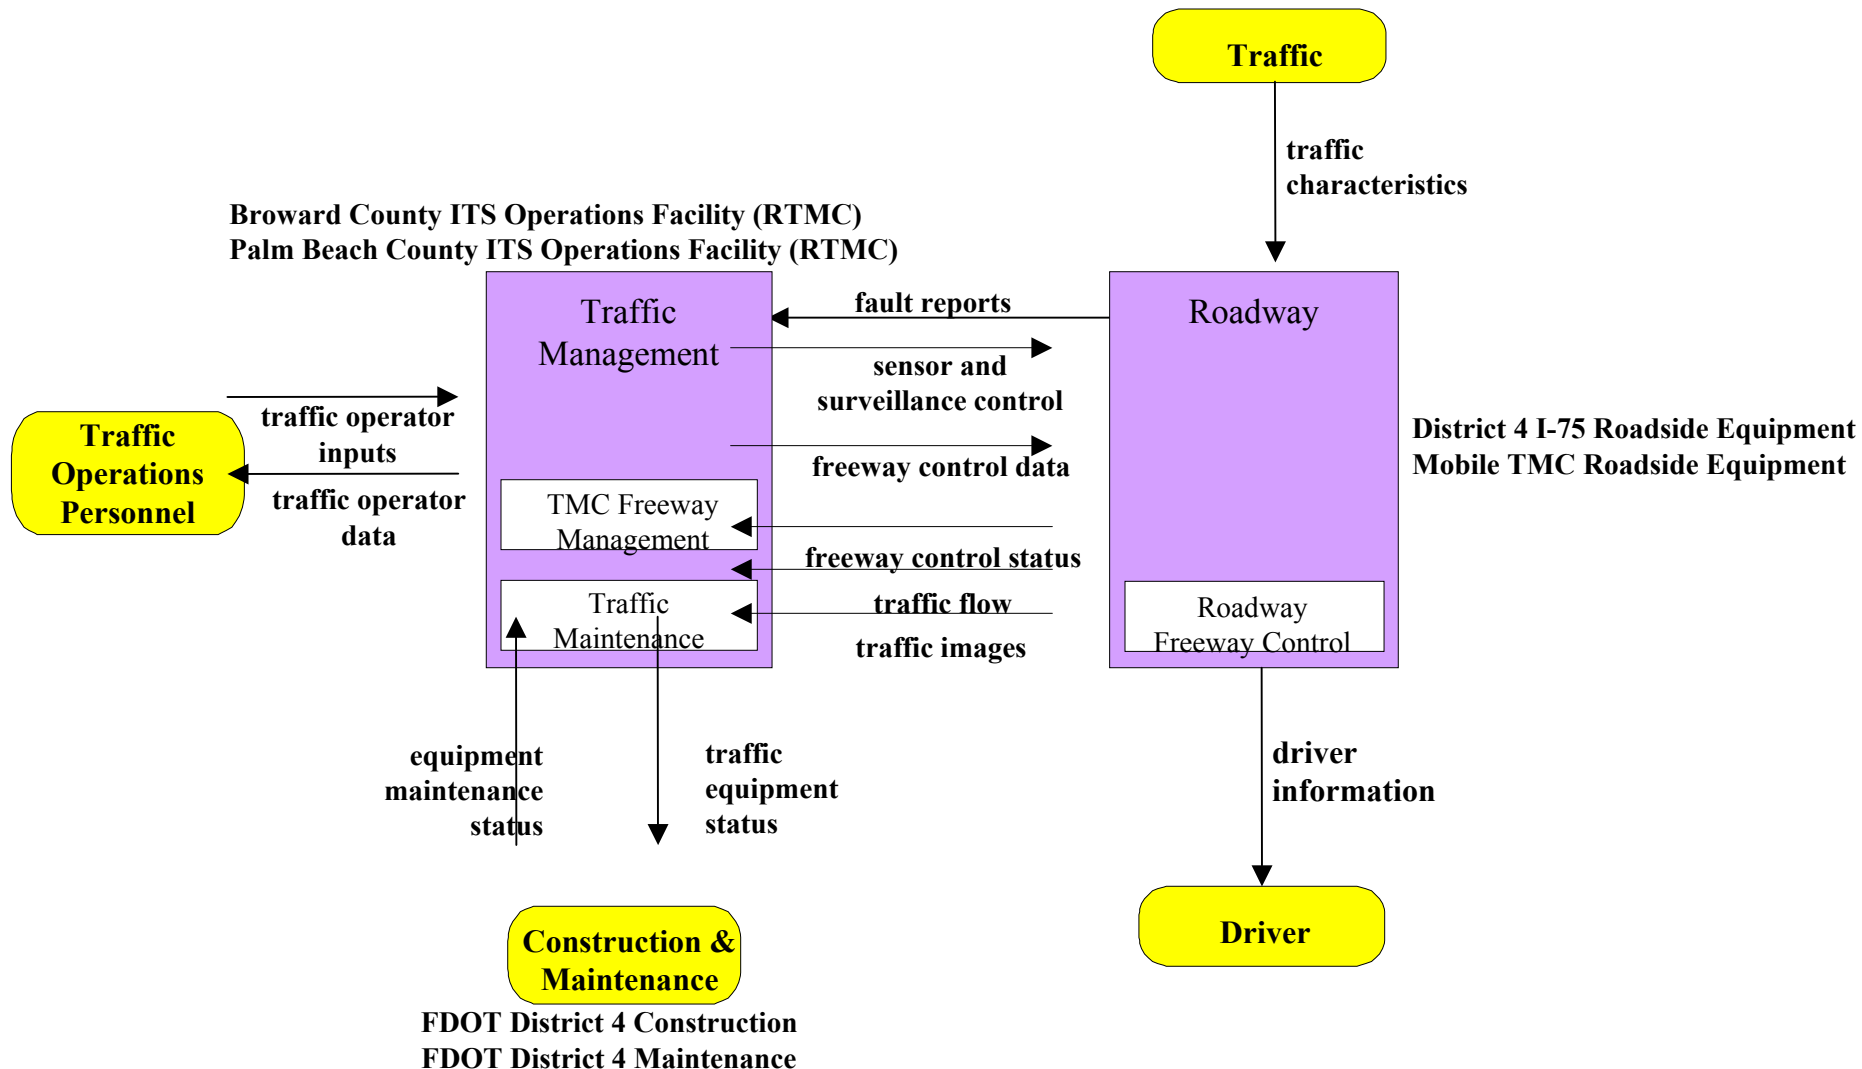 Traffic
traffic
characteristics
Broward County ITS Operations Facility (RTMC)
Palm Beach County ITS Operations Facility (RTMC)
Traffic
Management
fault reports
Roadway
sensor and
surveillance control
traffic operator
inputs
Traffic
Operations
Personnel
traffic operator
data
freeway control data
District 4 I-75 Roadside Equipment
Mobile TMC Roadside Equipment
TMC Freeway
Management
freeway control status
Traffic
Maintenance
traffic flow
traffic images
Roadway
Freeway Control
equipment
maintenance
status
traffic
equipment
status
driver
information
Construction &
Maintenance
Driver
FDOT District 4 Construction
FDOT District 4 Maintenance